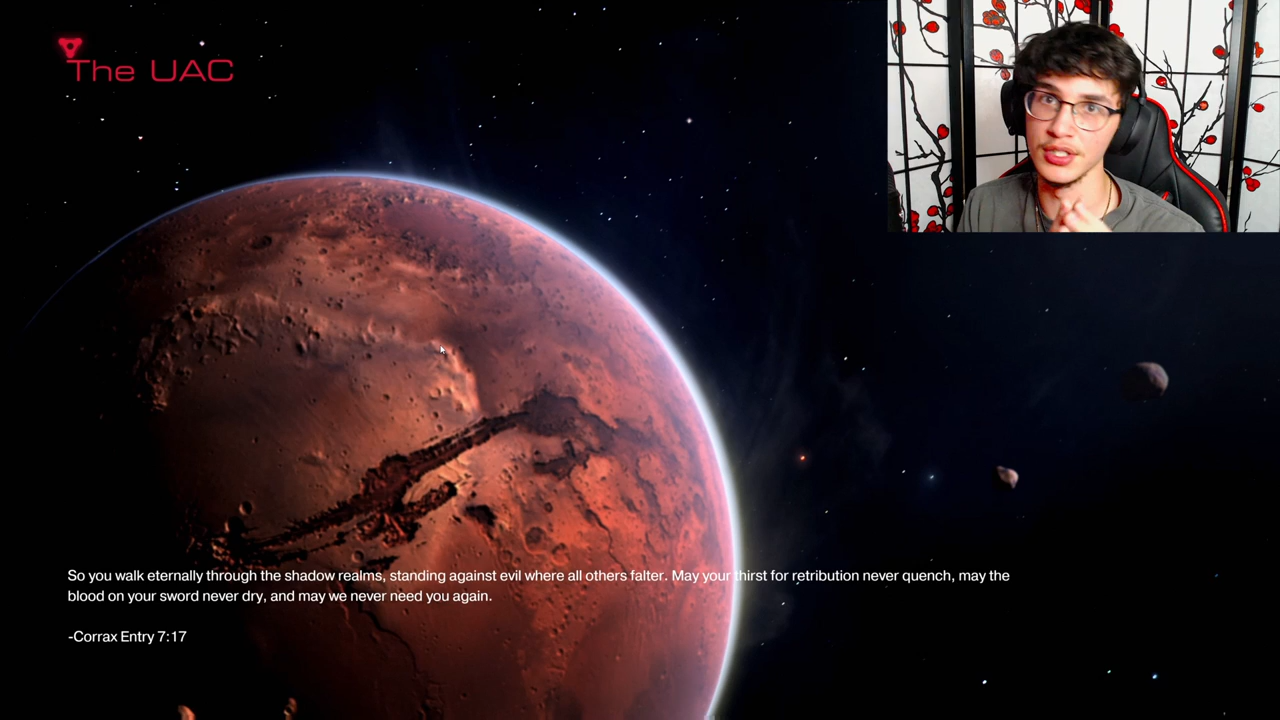 The UAC
So you walk eternally through the shadow realms, standing against evil where all others falter. May your thirst for retribution never quench, may the
blood on your sword never dry, and may we never need you again.
-Corrax Entry 7:17